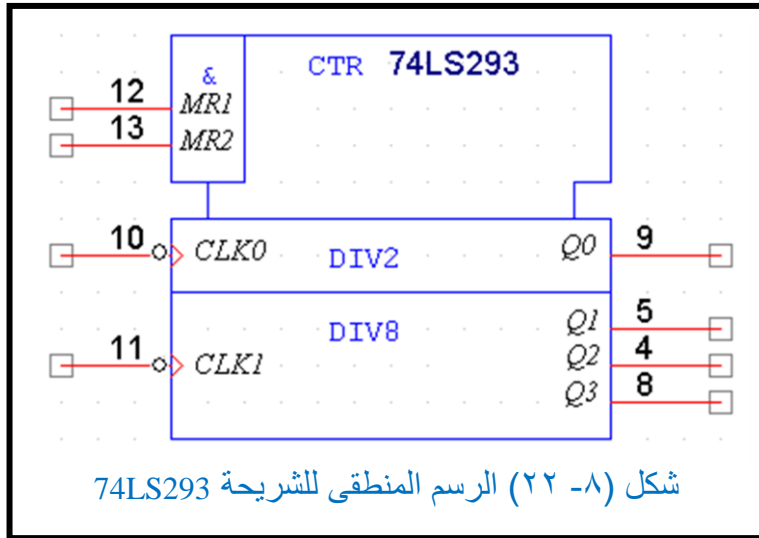 CTR 74LS293
&
12 MR1
13 MR2
10 CLK0 DIV2 Q0 9
DIV8 Q1 5
11 CLK1 Q2 4
Q3 8
شكل (٨- ٢٢) الرسم المنطقى للشريحة 74LS293